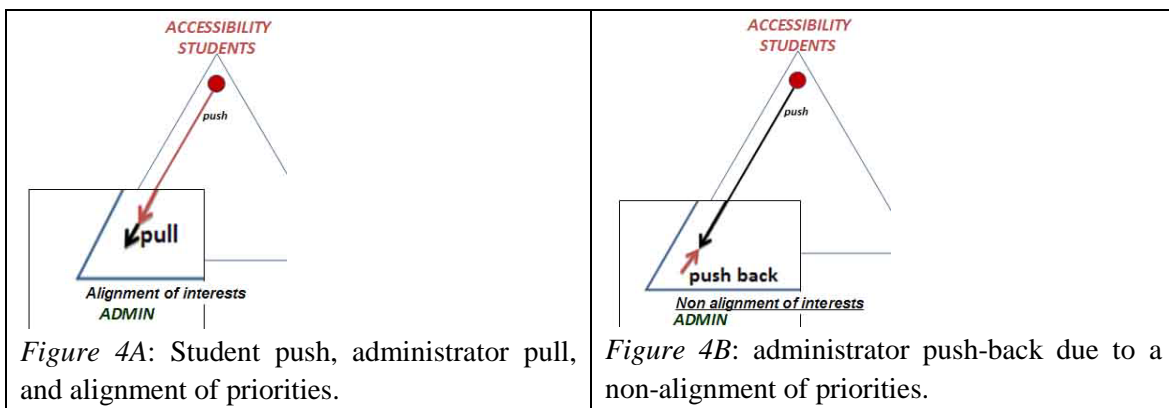 ACCESSIBILITY
STUDENTS
push
pull
Alignment of interests
ADMIN
Figure 4A: Student push, administrator pull,
and alignment of priorities.
ACCESSIBILITY
STUDENTS
push
push back
Non alignment of interests
ADMIN
Figure 4B: administrator push-back due to a
non-alignment of priorities.